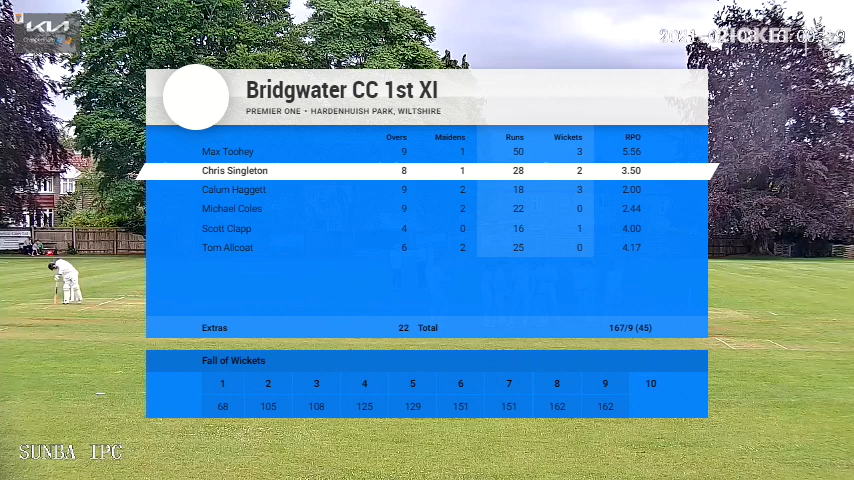 KIA
Bridgwater CC 1st XI
PREMIER ONE • HARDENHUISH PARK, WILTSHIRE
Overs Maidens Runs Wickets RPO
Max Toohey 9 1 50 3 5.56
Chris Singleton 8 1 28 2 3.50
Calum Haggett 9 2 18 3 2.00
Michael Coles 9 2 22 0 2.44
Scott Clapp 4 0 16 1 4.00
Tom Allcoat 6 2 25 0 4.17
Extras 22 Total 167/9 (45)
Fall of Wickets
1 2 3 4 5 6 7 8 9 10
68 105 108 125 129 151 151 162 162
SUNBA IPC